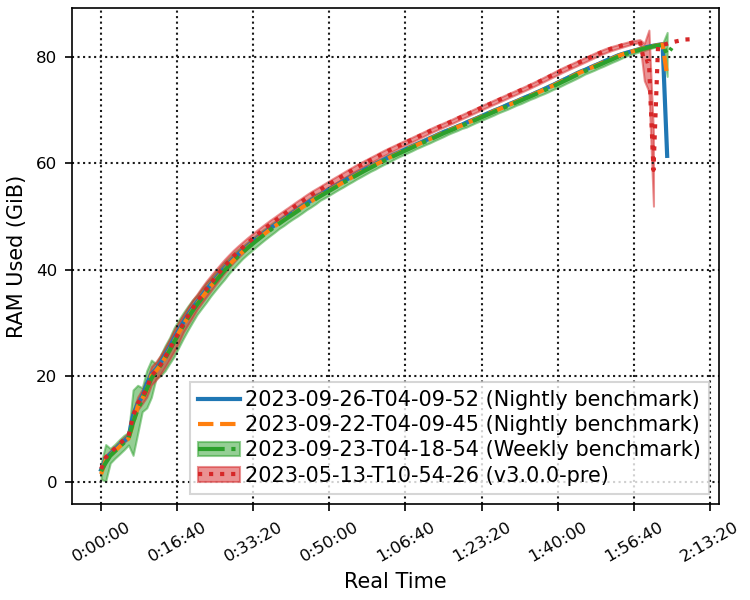 80
60
40
20
0
RAM Used (GiB)
2023-09-26-T04-09-52 (Nightly benchmark)
2023-09-22-T04-09-45 (Nightly benchmark)
2023-09-23-T04-18-54 (Weekly benchmark)
2023-05-13-T10-54-26 (v3.0.0-pre)
0:00:00
0:16:40
0:33:20
0:50:00
1:06:40
1:23:20
1:40:00
1:56:40
2:13:20
Real Time